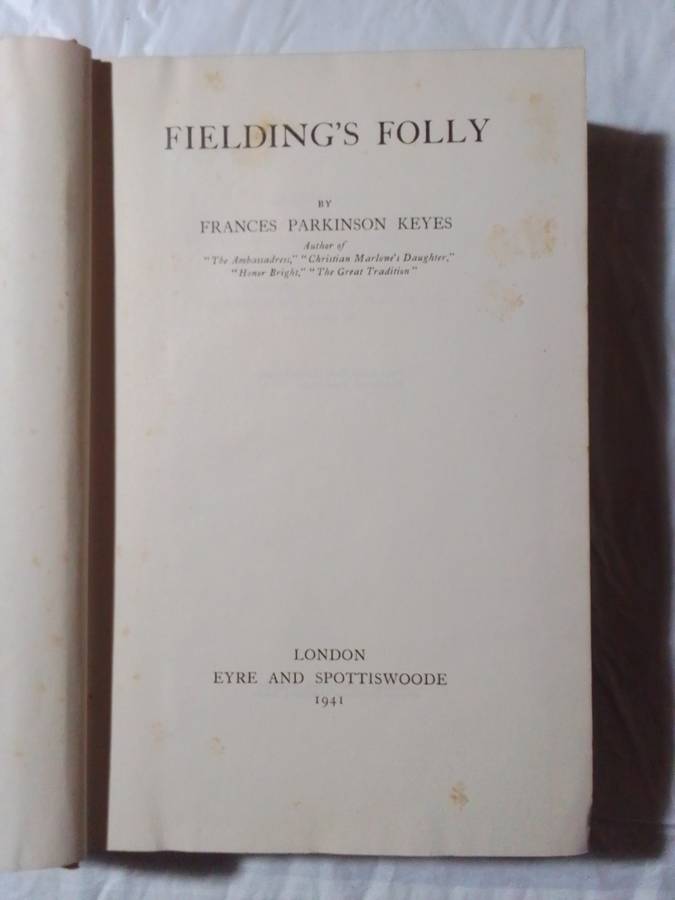 FIELDING'S FOLLY
BY
FRANCES PARKINSON KEYES
Author of
"The Ambassadress," "Christian Marlowe's Daughter,"
"Honor Bright," "The Great Tradition"
LONDON
EYRE AND SPOTTISWOODE
1941